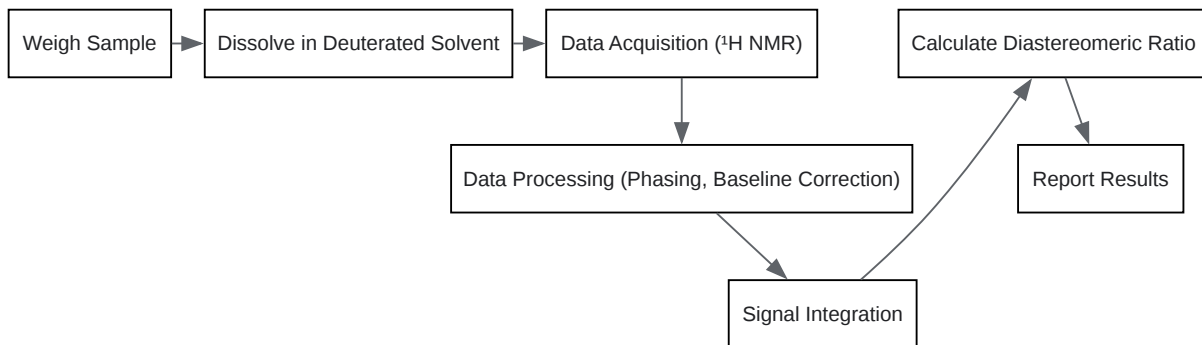 Weigh Sample
Dissolve in Deuterated Solvent
Data Acquisition (¹H NMR)
Calculate Diastereomeric Ratio
Data Processing (Phasing, Baseline Correction)
Report Results
Signal Integration